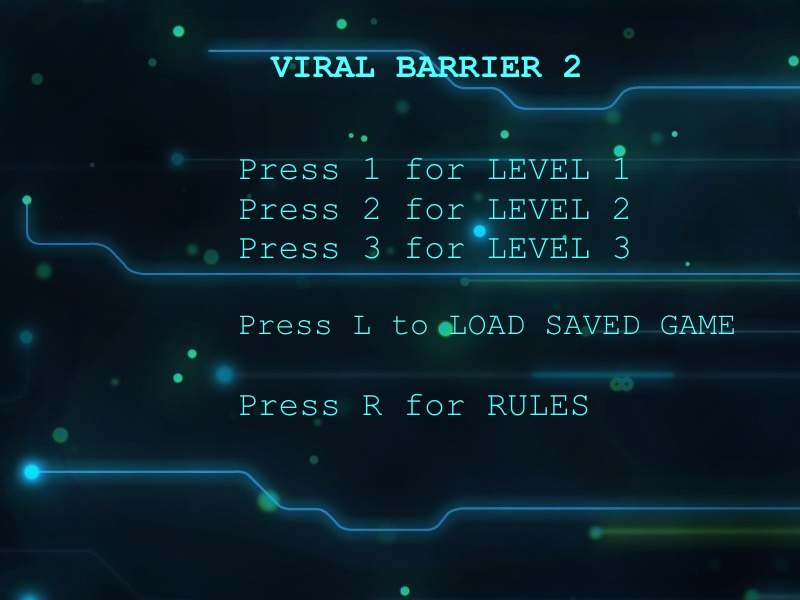 VIRAL BARRIER 2
Press 1 for LEVEL 1
Press 2 for LEVEL 2
Press 3 for LEVEL 3
Press L to LOAD SAVED GAME
Press R for RULES